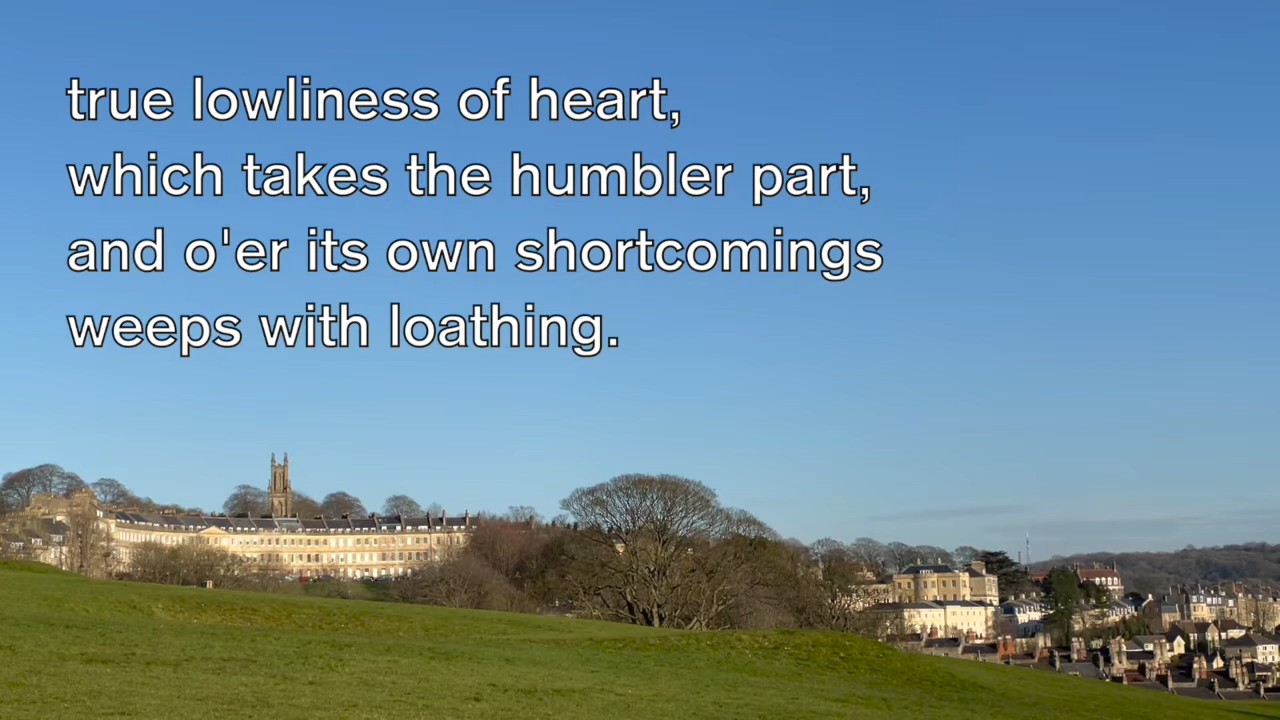 true lowliness of heart,
which takes the humbler part,
and o'er its own shortcomings
weeps with loathing.